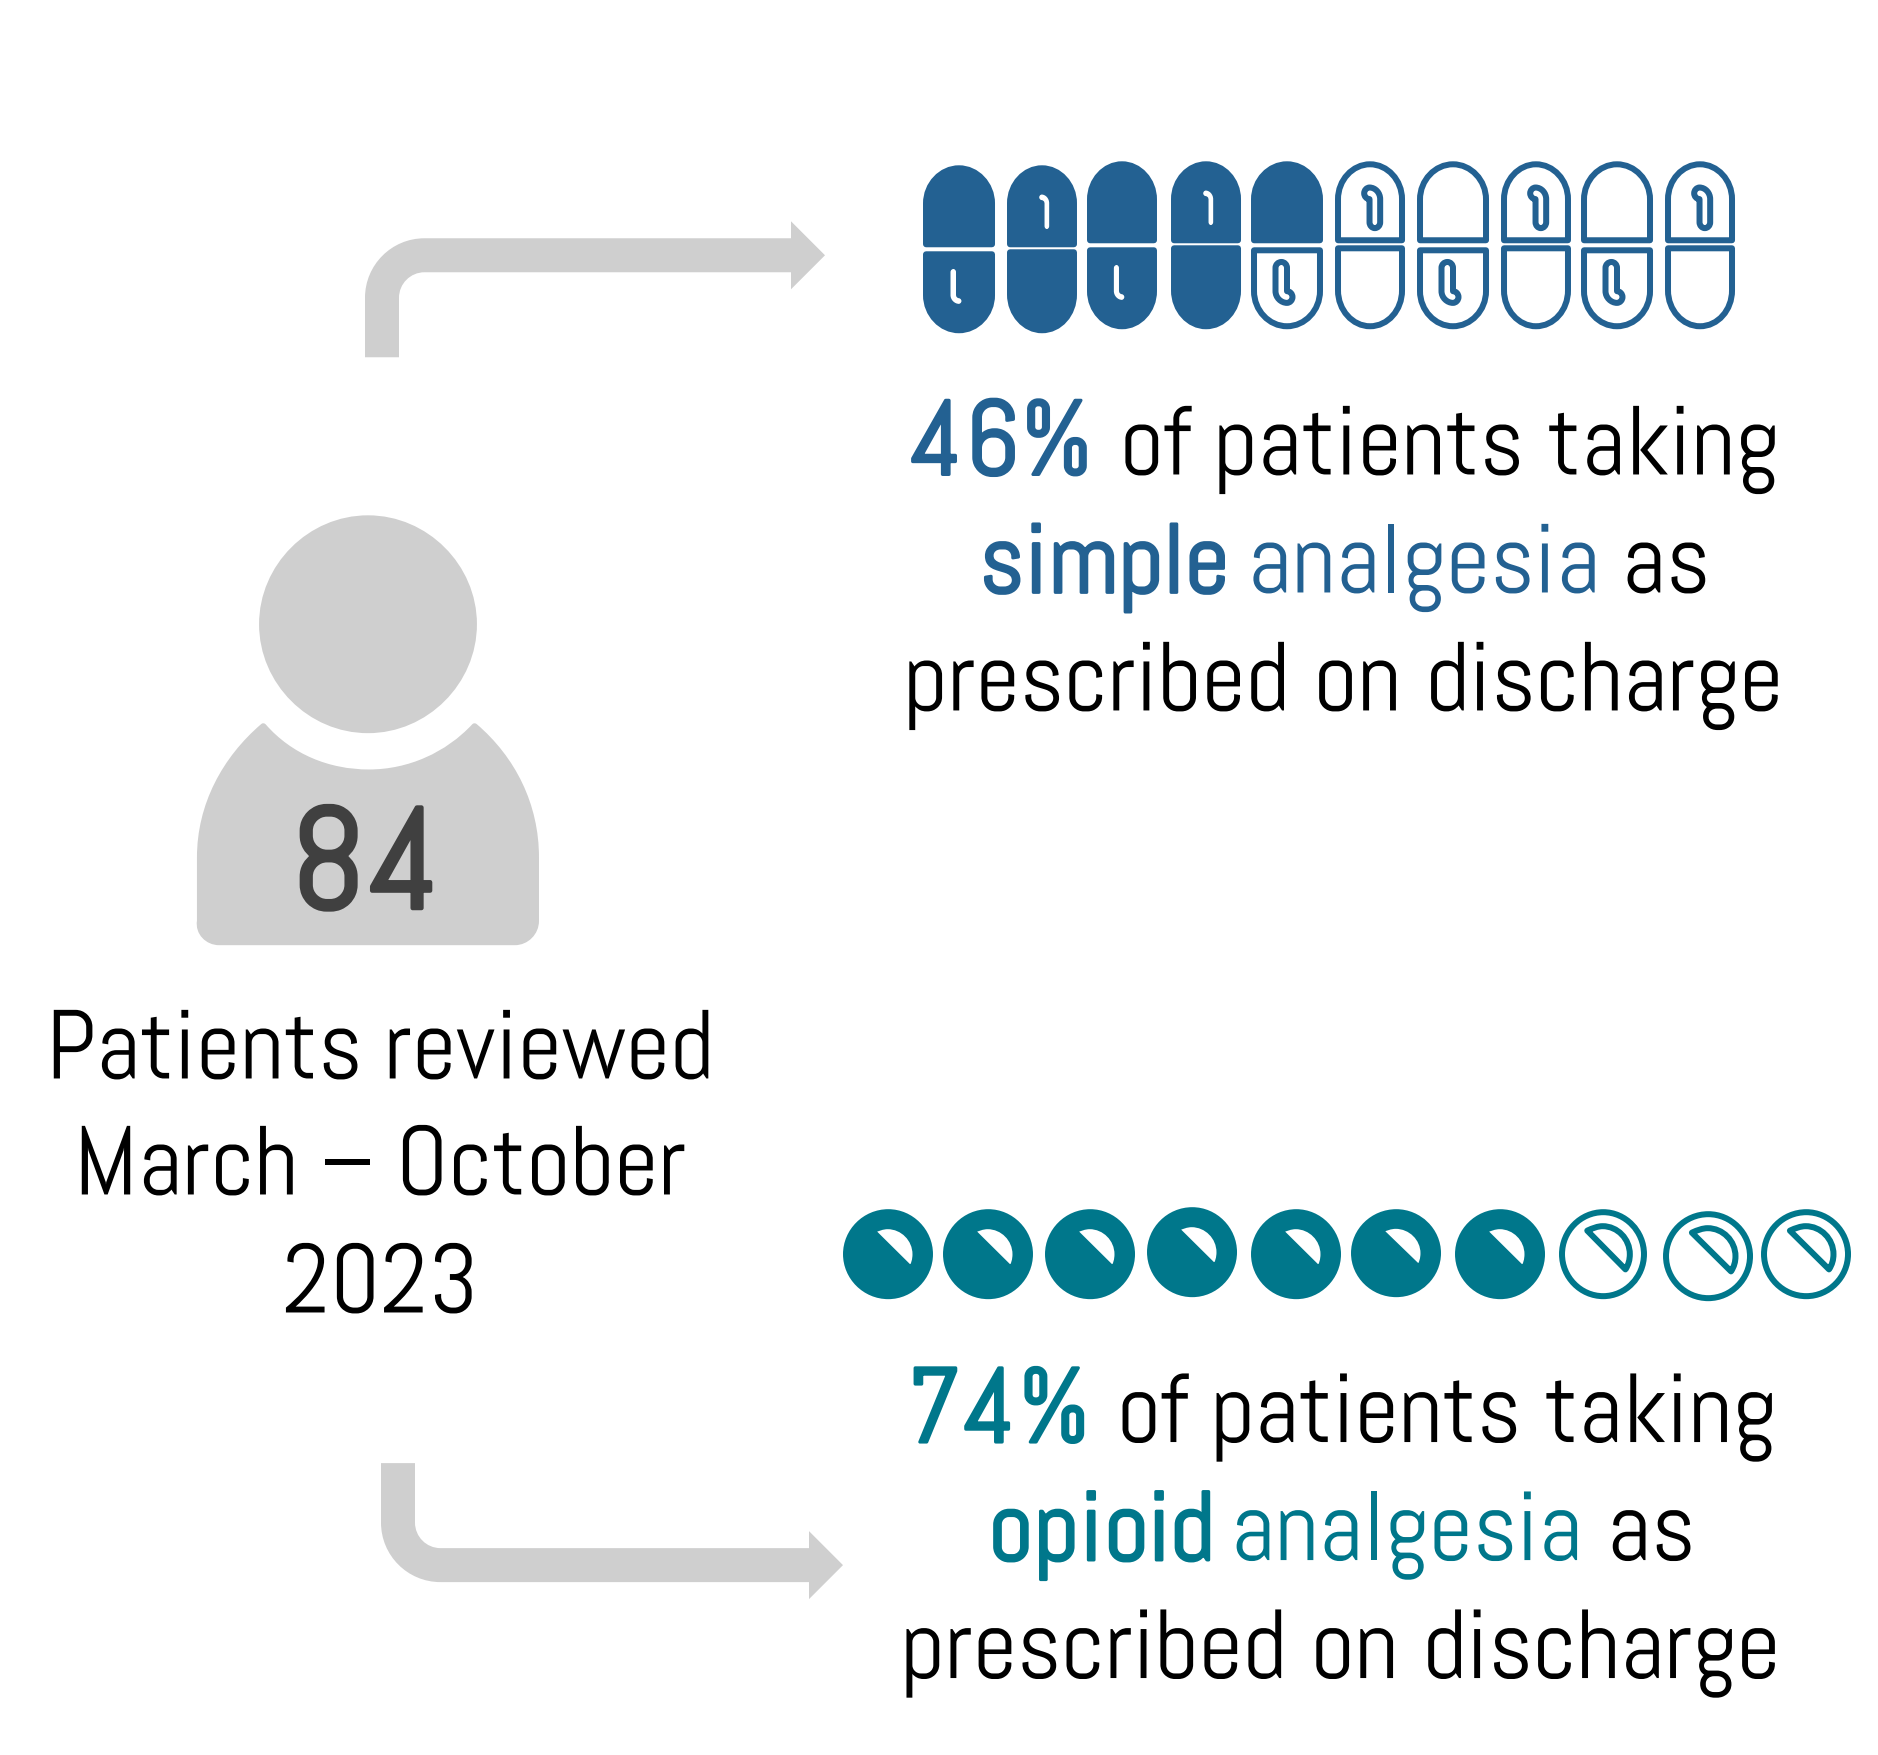 84
Patients reviewed
March – October
2023
46% of patients taking
simple analgesia as
prescribed on discharge
74% of patients taking
opioid analgesia as
prescribed on discharge